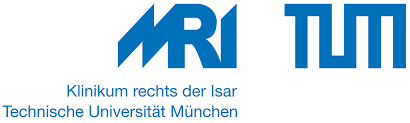 MRI TUM
Klinikum rechts der Isar
Technische Universität München